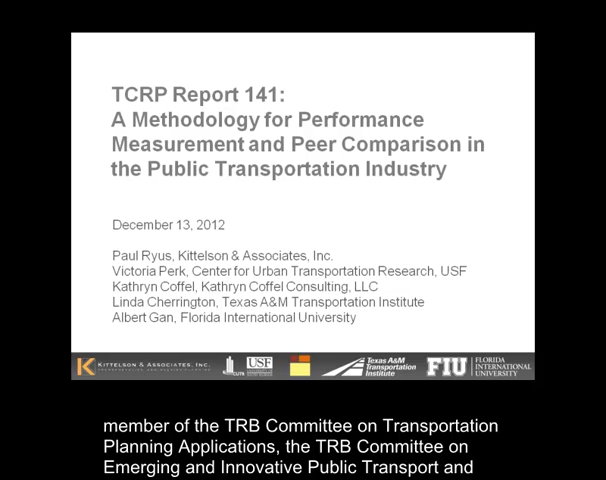 TCRP Report 141:
A Methodology for Performance
Measurement and Peer Comparison in
the Public Transportation Industry
December 13, 2012
Paul Ryus, Kittelson & Associates, Inc.
Victoria Perk, Center for Urban Transportation Research, USF
Kathryn Coffel, Kathryn Coffel Consulting, LLC
Linda Cherrington, Texas A&M Transportation Institute
Albert Gan, Florida International University
KITTELSON & ASSOCIATES, INC.
CUTR
USF
Texas A&M
Transportation
Institute
FIU
FLORIDA
INTERNATIONAL
UNIVERSITY
member of the TRB Committee on Transportation
Planning Applications, the TRB Committee on
Emerging and Innovative Public Transport and